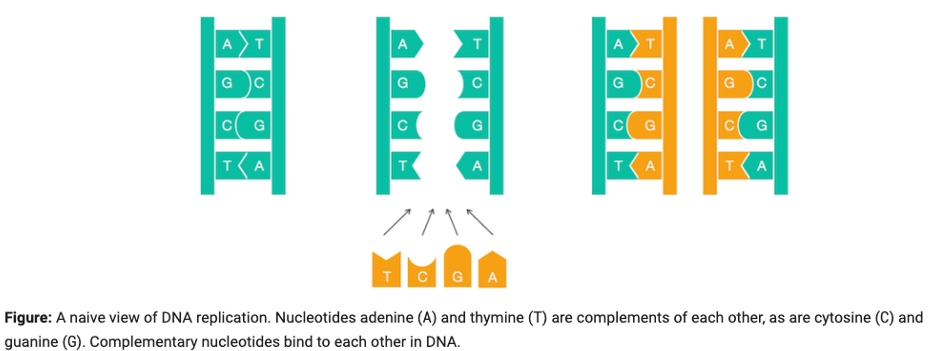 A T A T A T A T
G C G C G C G C
C G C G C G C G
T A T A T A T A
T C G A
Figure: A naive view of DNA replication. Nucleotides adenine (A) and thymine (T) are complements of each other, as are cytosine (C) and
guanine (G). Complementary nucleotides bind to each other in DNA.